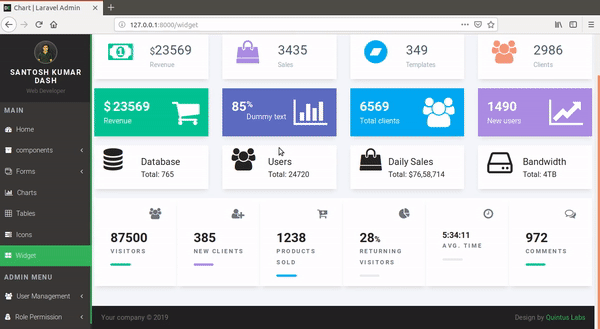 Chart | Laravel Admin
127.0.0.1:8000/widget
SANTOSH KUMAR
DASH
Web Developer
MAIN
Home
components
Forms
Charts
Tables
Icons
Widget
ADMIN MENU
User Management
Role Permission
$23569
Revenue
3435
Sales
349
Templates
2986
Clients
$ 23569
Revenue
85%
Dummy text
6569
Total clients
1490
New users
Database
Total: 765
Users
Total: 24720
Daily Sales
Total: $76,58,714
Bandwidth
Total: 4TB
87500
VISITORS
385
NEW CLIENTS
1238
PRODUCTS
SOLD
28%
RETURNING
VISITORS
5:34:11
AVG. TIME
972
COMMENTS
Your company © 2019
Design by Quintus Labs